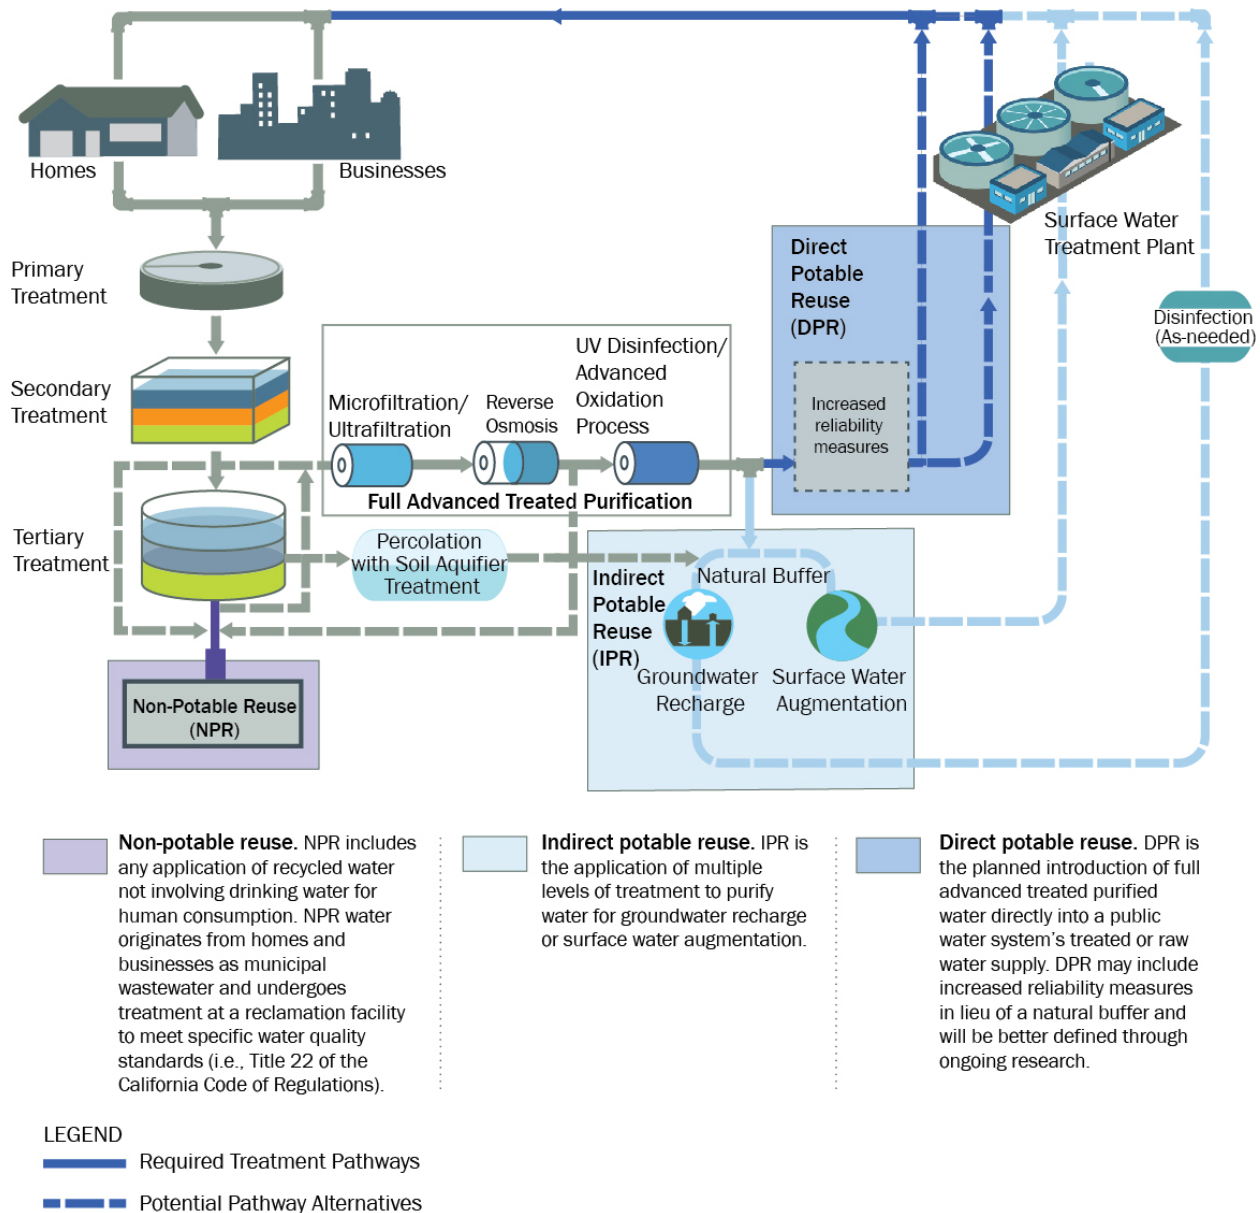 Homes
Businesses
Primary
Treatment
Secondary
Treatment
Tertiary
Treatment
Microfiltration/
Ultrafiltration
Reverse
Osmosis
UV Disinfection/
Advanced
Oxidation
Process
Full Advanced Treated Purification
Percolation
with Soil Aquifier
Treatment
Non-Potable Reuse
(NPR)
Direct
Potable
Reuse
(DPR)
Increased
reliability
measures
Surface Water
Treatment Plant
Disinfection
(As-needed)
Indirect
Potable
Reuse
(IPR)
Natural Buffer
Groundwater
Recharge
Surface Water
Augmentation
Non-potable reuse. NPR includes
any application of recycled water
not involving drinking water for
human consumption. NPR water
originates from homes and
businesses as municipal
wastewater and undergoes
treatment at a reclamation facility
to meet specific water quality
standards (i.e., Title 22 of the
California Code of Regulations).
Indirect potable reuse. IPR is
the application of multiple
levels of treatment to purify
water for groundwater recharge
or surface water augmentation.
Direct potable reuse. DPR is
the planned introduction of full
advanced treated purified
water directly into a public
water system's treated or raw
water supply. DPR may include
increased reliability measures
in lieu of a natural buffer and
will be better defined through
ongoing research.
LEGEND
Required Treatment Pathways
Potential Pathway Alternatives